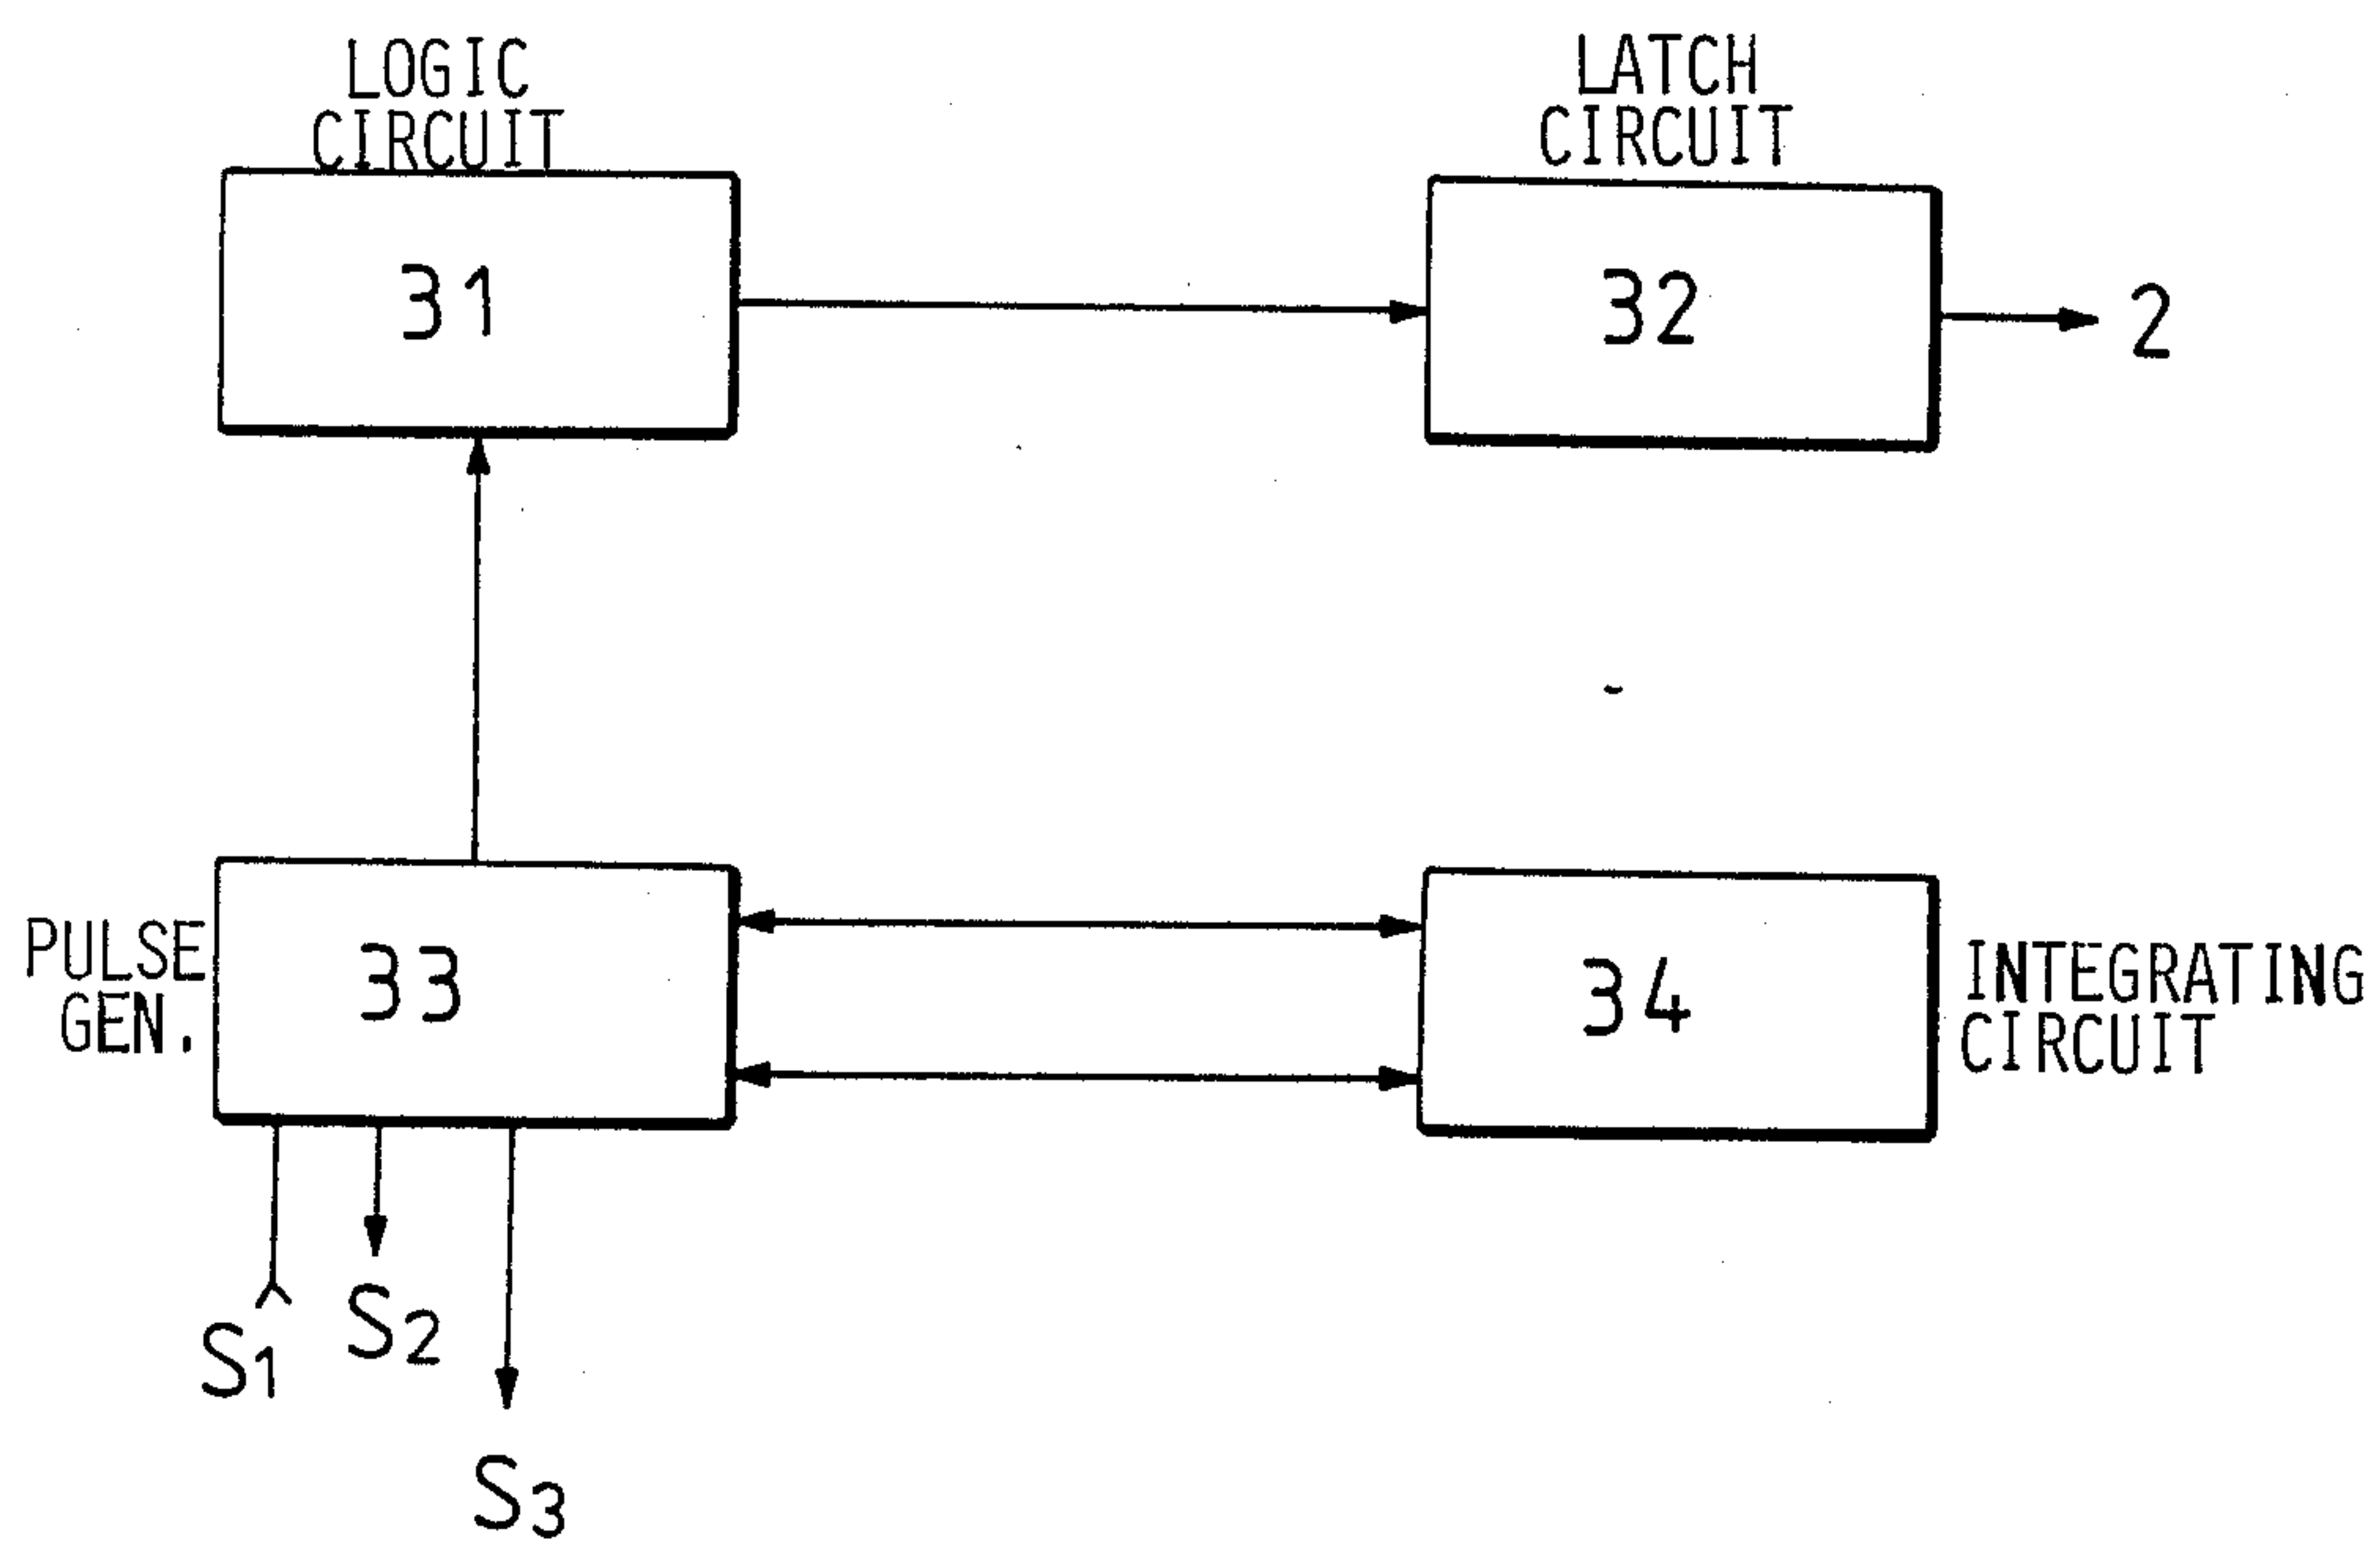 LOGIC
CIRCUIT
31
LATCH
CIRCUIT
32
2
PULSE
GEN.
33
34
INTEGRATING
CIRCUIT
S1
S2
S3